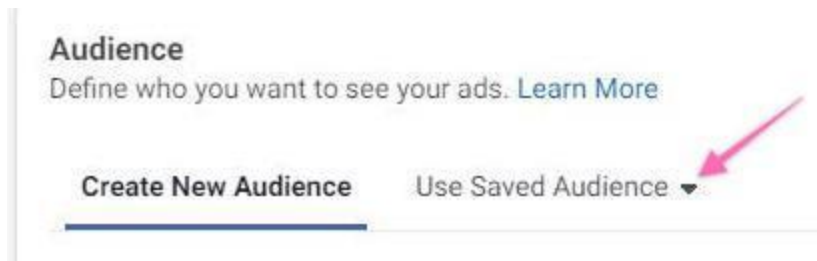 Audience
Define who you want to see your ads. Learn More
Create New Audience Use Saved Audience